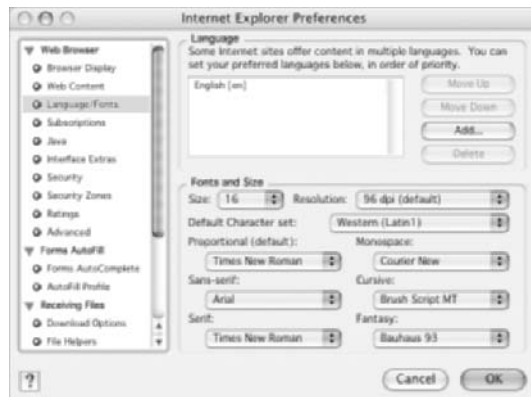 Internet Explorer Preferences
Web Browser
Browser Display
Web Content
Language/Fonts
Subscriptions
Java
Interface Extras
Security
Security Zones
Ratings
Advanced
Forms AutoFill
Forms AutoComplete
AutoFill Profile
Receiving Files
Download Options
File Helpers
Language
Some Internet sites offer content in multiple languages. You can
set your preferred languages below, in order of priority.
English [en]
Move Up
Move Down
Add...
Delete
Fonts and Size
Size: 16 Resolution: 96 dpi (default)
Default Character set: Western (Latin1)
Proportional (default): Monospace:
Times New Roman Courier New
Sans-serif: Cursive:
Arial Brush Script MT
Serif: Fantasy:
Times New Roman Bauhaus 93
? Cancel OK